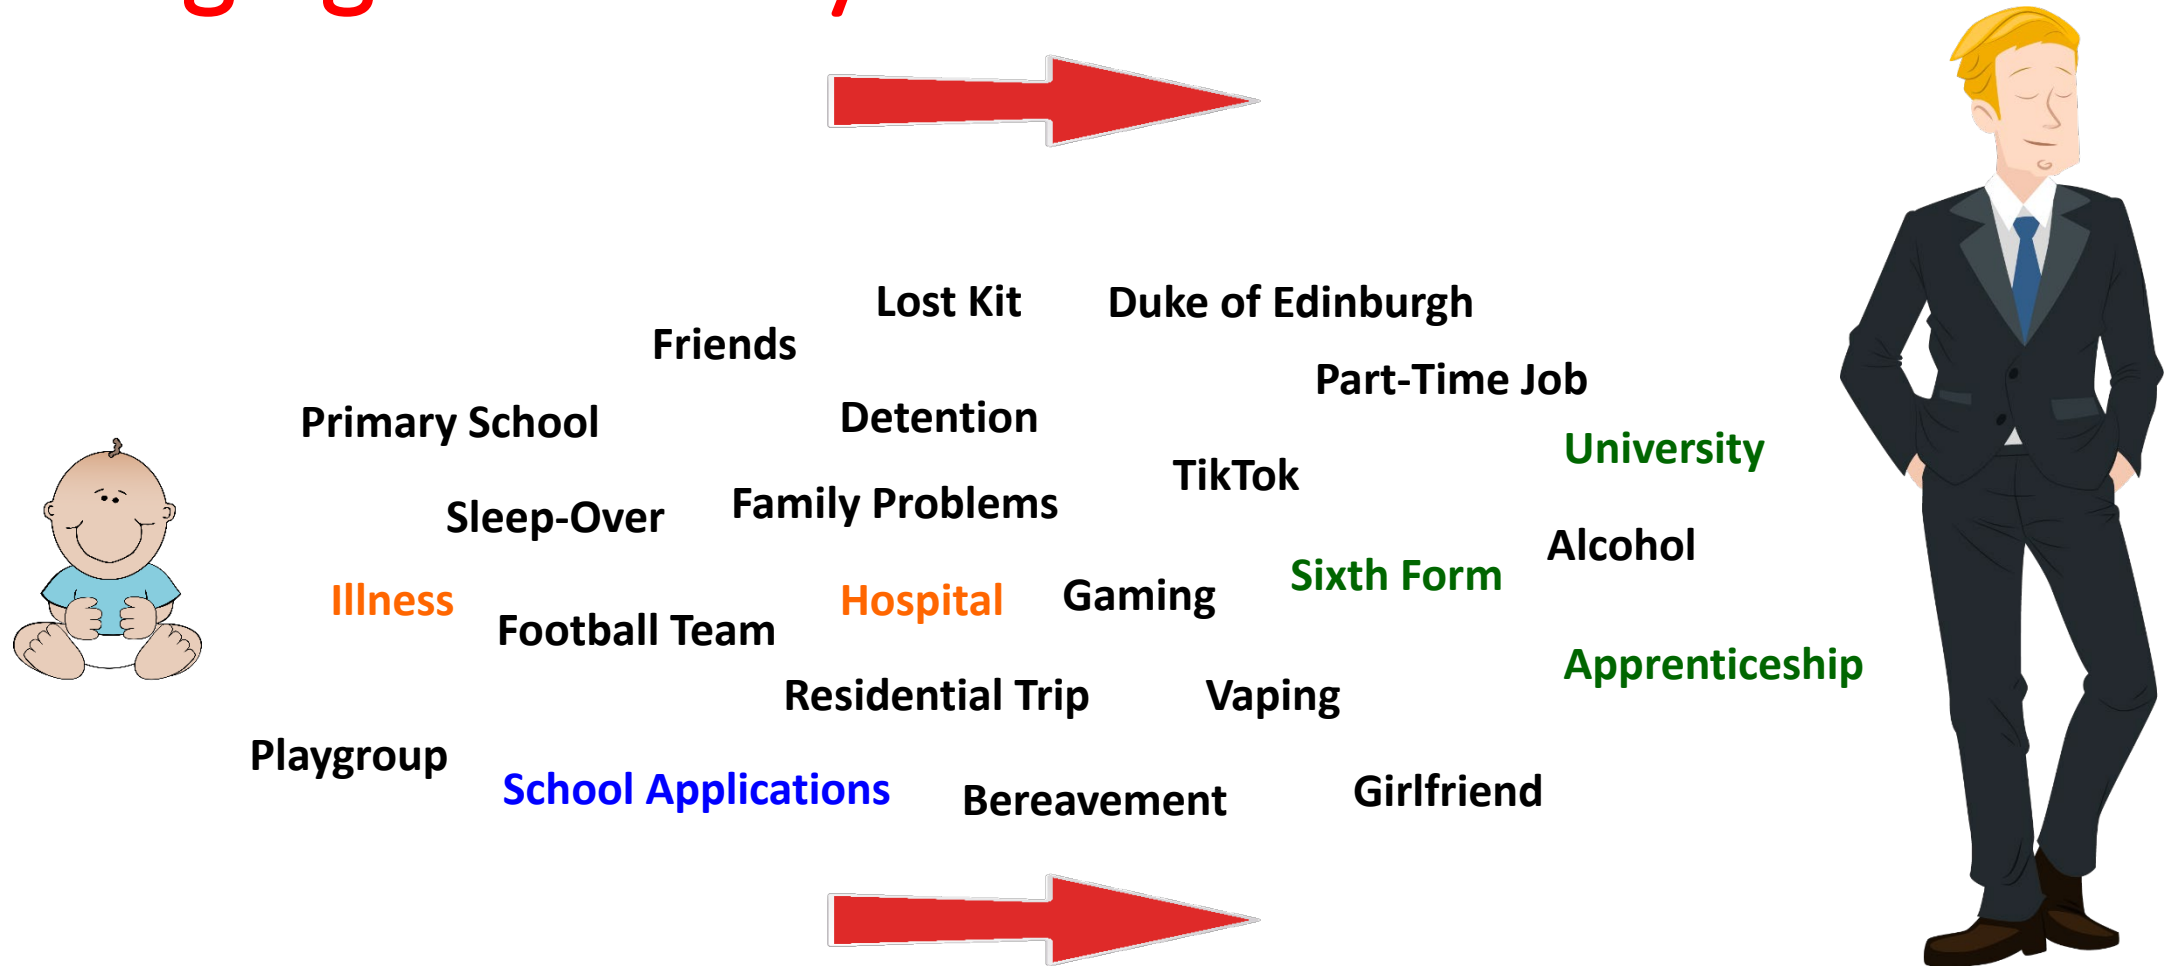 Lost Kit
Duke of Edinburgh
Friends
Part-Time Job
Primary School
Detention
University
TikTok
Sleep-Over
Family Problems
Alcohol
Sixth Form
Illness
Hospital
Gaming
Football Team
Apprenticeship
Residential Trip
Vaping
Playgroup
School Applications
Bereavement
Girlfriend